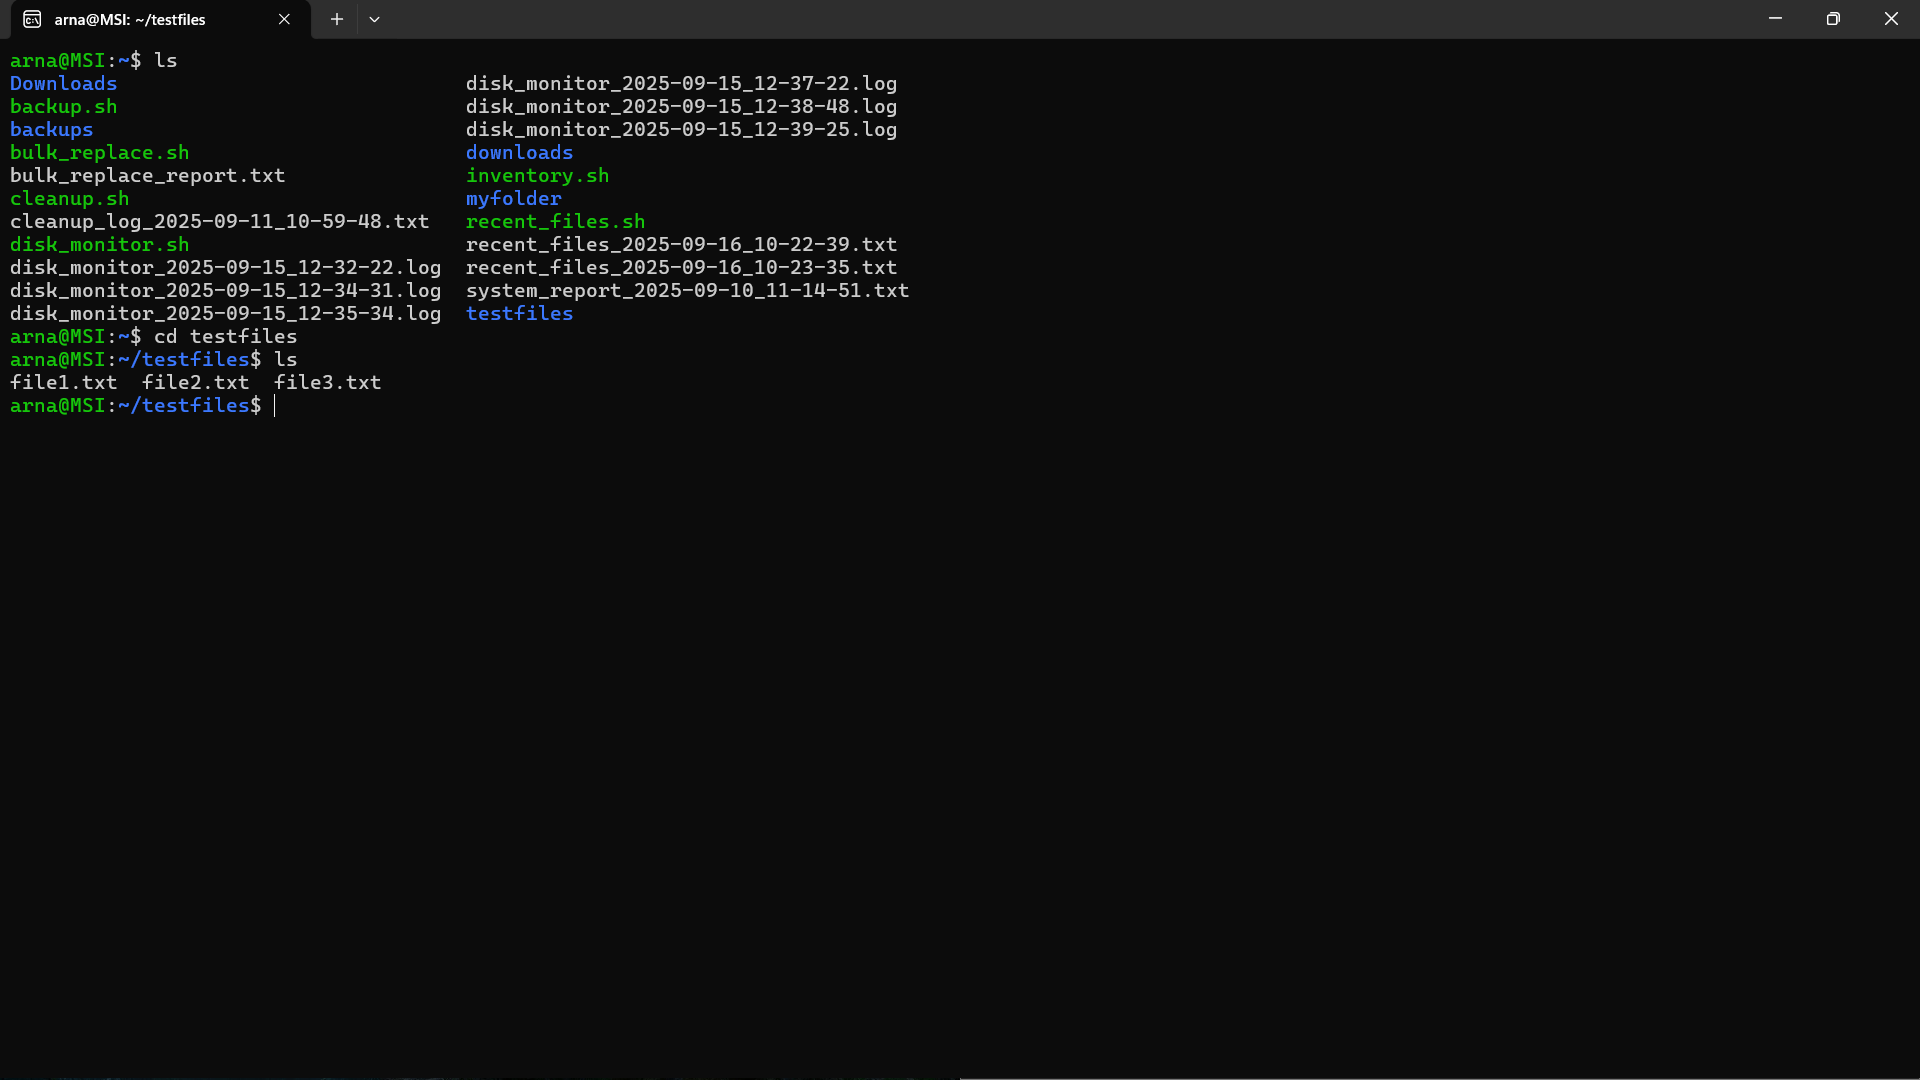 arna@MSI: ~/testfiles
arna@MSI:~$ ls
Downloads disk_monitor_2025-09-15_12-37-22.log
backup.sh disk_monitor_2025-09-15_12-38-48.log
backups disk_monitor_2025-09-15_12-39-25.log
bulk_replace.sh downloads
bulk_replace_report.txt inventory.sh
cleanup.sh myfolder
cleanup_log_2025-09-11_10-59-48.txt recent_files.sh
disk_monitor.sh recent_files_2025-09-16_10-22-39.txt
disk_monitor_2025-09-15_12-32-22.log recent_files_2025-09-16_10-23-35.txt
disk_monitor_2025-09-15_12-34-31.log system_report_2025-09-10_11-14-51.txt
disk_monitor_2025-09-15_12-35-34.log testfiles
arna@MSI:~$ cd testfiles
arna@MSI:~/testfiles$ ls
file1.txt file2.txt file3.txt
arna@MSI:~/testfiles$